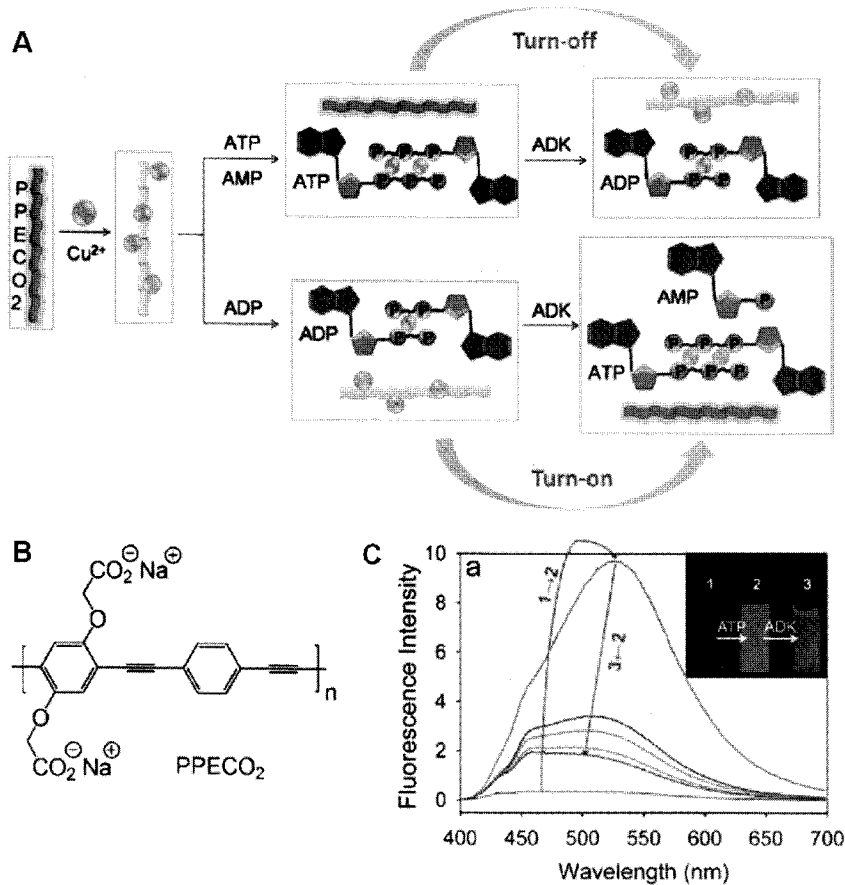 A
Turn-off
PPECO2
Cu²⁺
ATP
AMP
ADP
P P P
ATP
P P P
ADK
P P
ADP
P P
P P
ADP
P P
ADK
AMP
P
P P P
ATP
P P P
Turn-on
B
CO₂⊖ Na⊕
O
n
O
CO₂⊖ Na⊕
PPECO₂
C
a
Fluorescence Intensity
10
8
6
4
2
0
400 450 500 550 600 650 700
Wavelength (nm)
1→2
1 2 3
ATP ADK